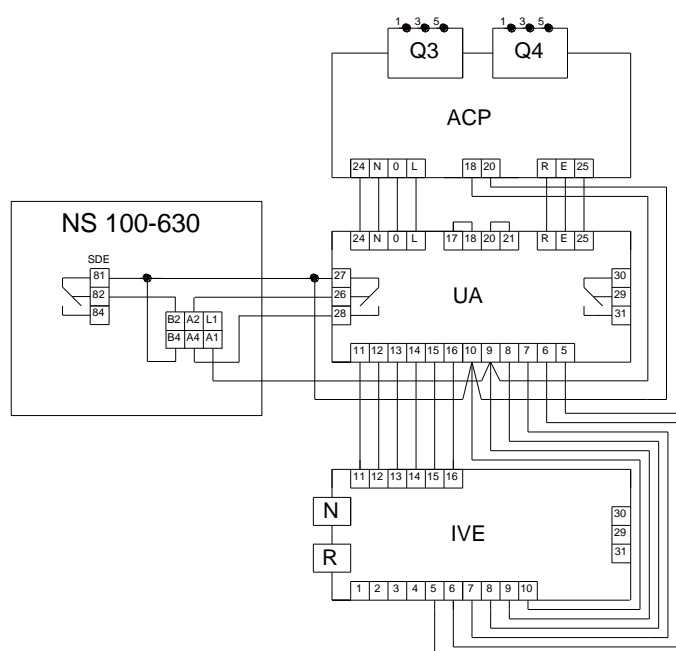 1 3 5 1 3 5
Q3 Q4
ACP
24 N 0 L 18 20 R E 25
NS 100-630
24 N 0 L 17 18 20 21 R E 25
SDE
81
82
84
B2 A2 L1
B4 A4 A1
27
26
28
UA
30
29
31
11 12 13 14 15 16 10 9 8 7 6 5
11 12 13 14 15 16
N
R
IVE
30
29
31
1 2 3 4 5 6 7 8 9 10